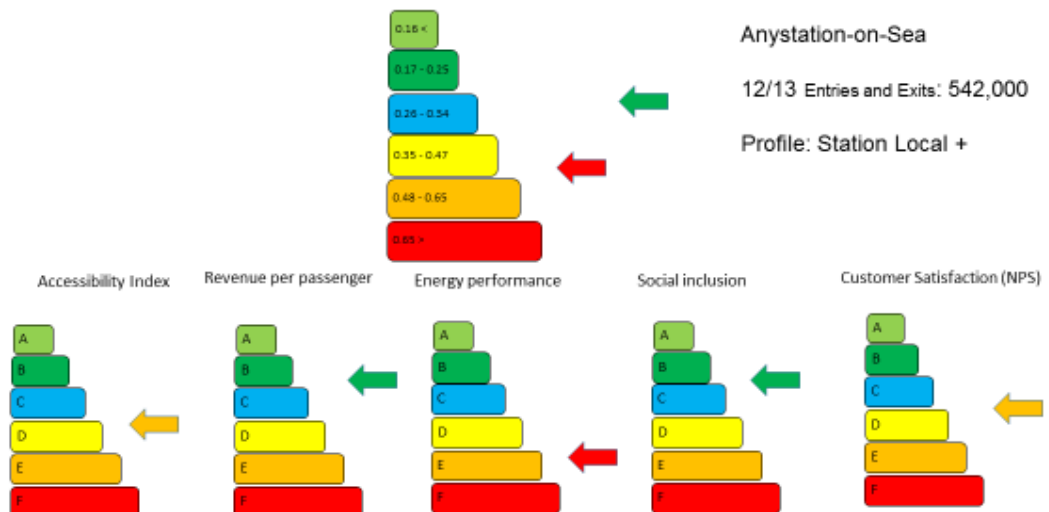 0.16 <
0.17 - 0.25
0.26 - 0.34
0.35 - 0.47
0.48 - 0.65
0.65 >
Anystation-on-Sea
12/13 Entries and Exits: 542,000
Profile: Station Local +
Accessibility Index
A
B
C
D
E
F
Revenue per passenger
A
B
C
D
E
F
Energy performance
A
B
C
D
E
F
Social inclusion
A
B
C
D
E
F
Customer Satisfaction (NPS)
A
B
C
D
E
F